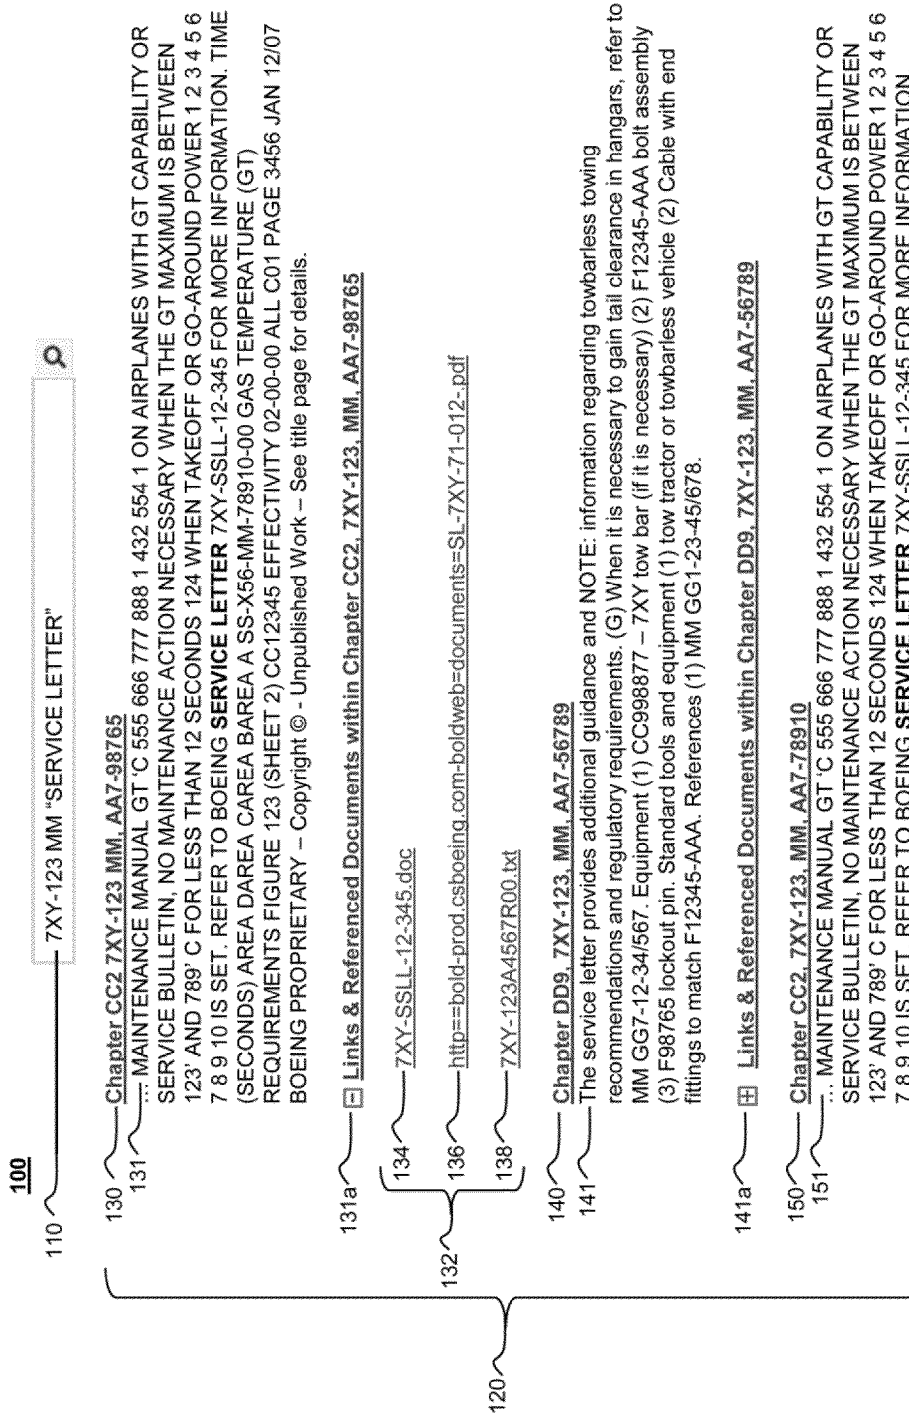 100
110
7XY-123 MM “SERVICE LETTER”
120
130
Chapter CC2 7XY-123 MM, AA7-98765
131
... MAINTENANCE MANUAL GT ‘C 555 666 777 888 1 432 554 1 ON AIRPLANES WITH GT CAPABILITY OR
SERVICE BULLETIN, NO MAINTENANCE ACTION NECESSARY WHEN THE GT MAXIMUM IS BETWEEN
123’ AND 789’ C FOR LESS THAN 12 SECONDS 124 WHEN TAKEOFF OR GO-AROUND POWER 1 2 3 4 5 6
7 8 9 10 IS SET. REFER TO BOEING SERVICE LETTER 7XY-SSLL-12-345 FOR MORE INFORMATION. TIME
(SECONDS) AREA DAREA CAREA BAREA A SS-X56-MM-78910-00 GAS TEMPERATURE (GT)
REQUIREMENTS FIGURE 123 (SHEET 2) CC12345 EFFECTIVITY 02-00-00 ALL C01 PAGE 3456 JAN 12/07
BOEING PROPRIETARY – Copyright © - Unpublished Work – See title page for details.
131a
Links & Referenced Documents within Chapter CC2, 7XY-123, MM, AA7-98765
132
134
7XY-SSLL-12-345.doc
136
http==bold-prod.csboeing.com-boldweb=documents=SL-7XY-71-012-.pdf
138
7XY-123A4567R00.txt
140
Chapter DD9, 7XY-123, MM, AA7-56789
141
The service letter provides additional guidance and NOTE: information regarding towbarless towing
recommendations and regulatory requirements. (G) When it is necessary to gain tail clearance in hangars, refer to
MM GG7-12-34/567. Equipment (1) CC998877 – 7XY tow bar (if it is necessary) (2) F12345-AAA bolt assembly
(3) F98765 lockout pin. Standard tools and equipment (1) tow tractor or towbarless vehicle (2) Cable with end
fittings to match F12345-AAA. References (1) MM GG1-23-45/678.
141a
Links & Referenced Documents within Chapter DD9, 7XY-123, MM, AA7-56789
150
Chapter CC2, 7XY-123, MM, AA7-78910
151
... MAINTENANCE MANUAL GT ‘C 555 666 777 888 1 432 554 1 ON AIRPLANES WITH GT CAPABILITY OR
SERVICE BULLETIN, NO MAINTENANCE ACTION NECESSARY WHEN THE GT MAXIMUM IS BETWEEN
123’ AND 789’ C FOR LESS THAN 12 SECONDS 124 WHEN TAKEOFF OR GO-AROUND POWER 1 2 3 4 5 6
7 8 9 10 IS SET. REFER TO BOEING SERVICE LETTER 7XY-SSLL-12-345 FOR MORE INFORMATION